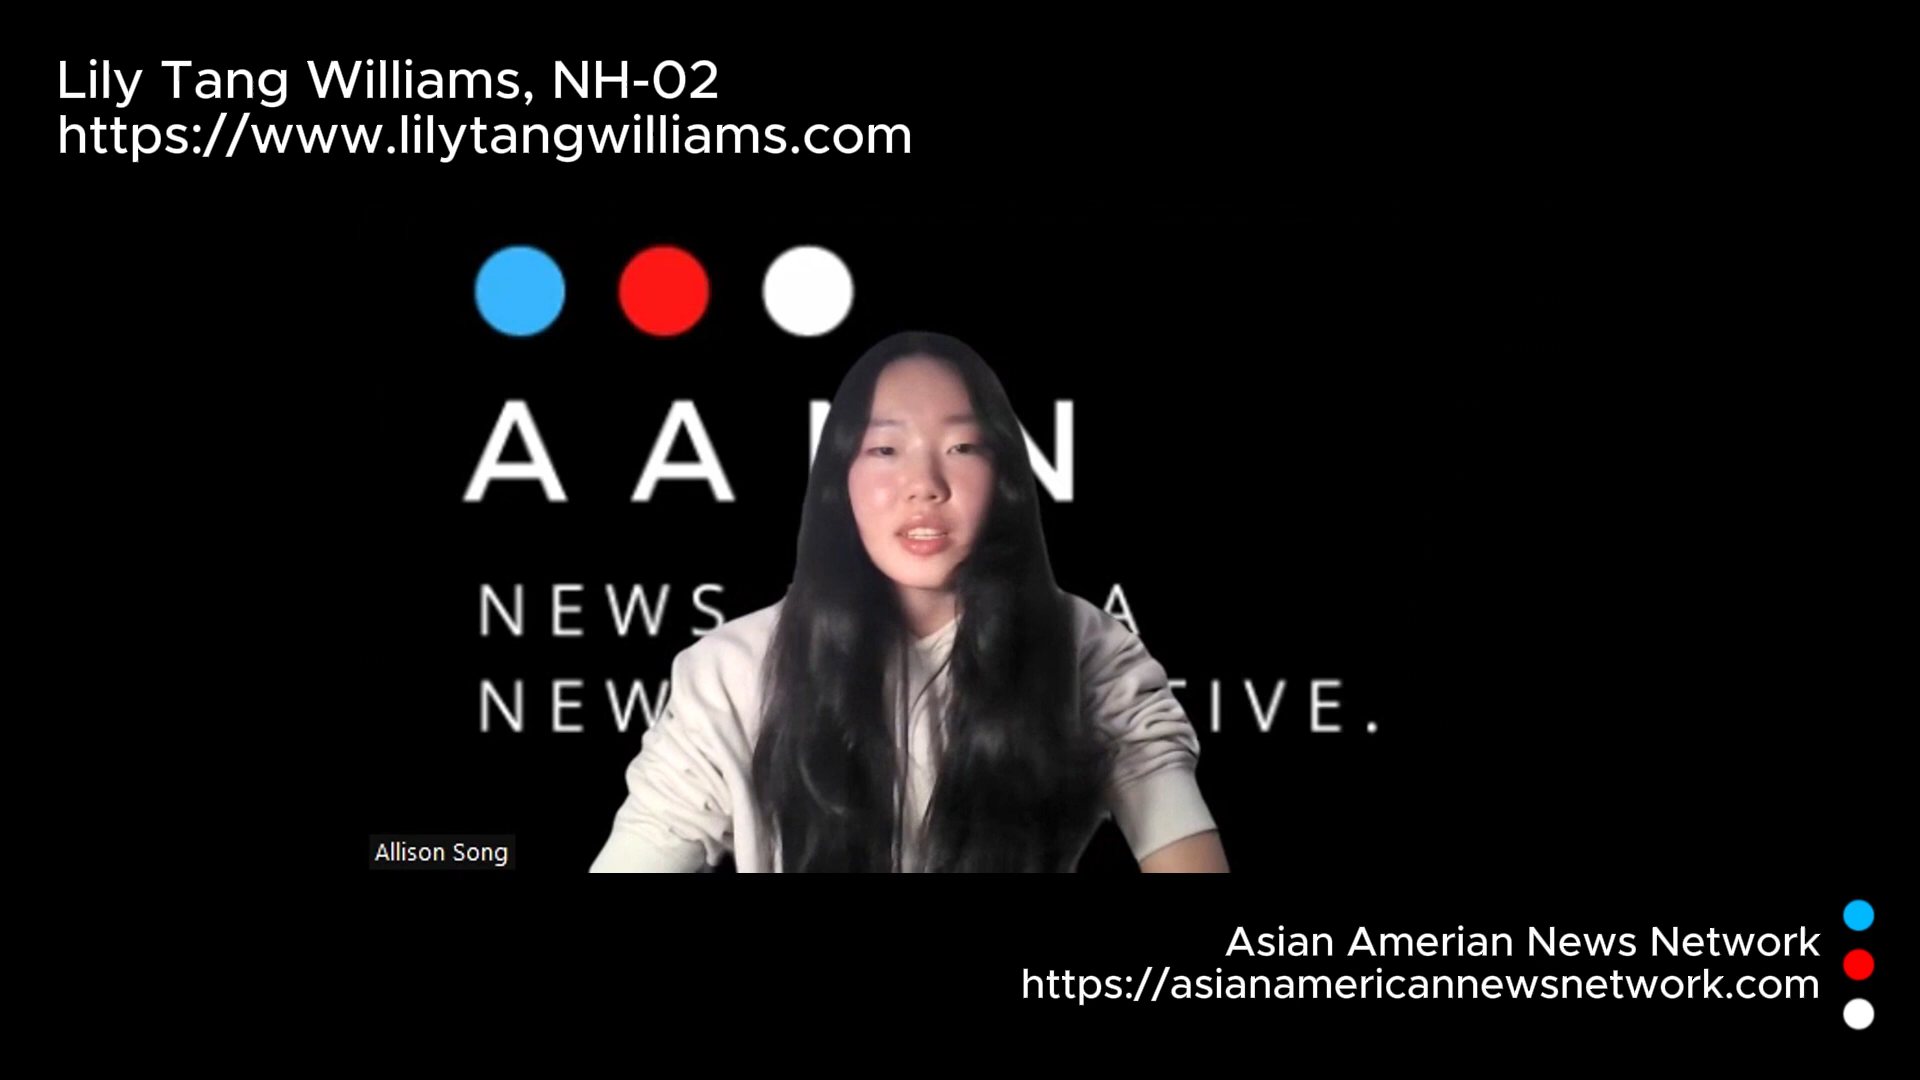 Lily Tang Williams, NH-02
https://www.lilytangwilliams.com
A A N
NEWS A
NEW TIVE.
Allison Song
Asian Amerian News Network
https://asianamericannewsnetwork.com